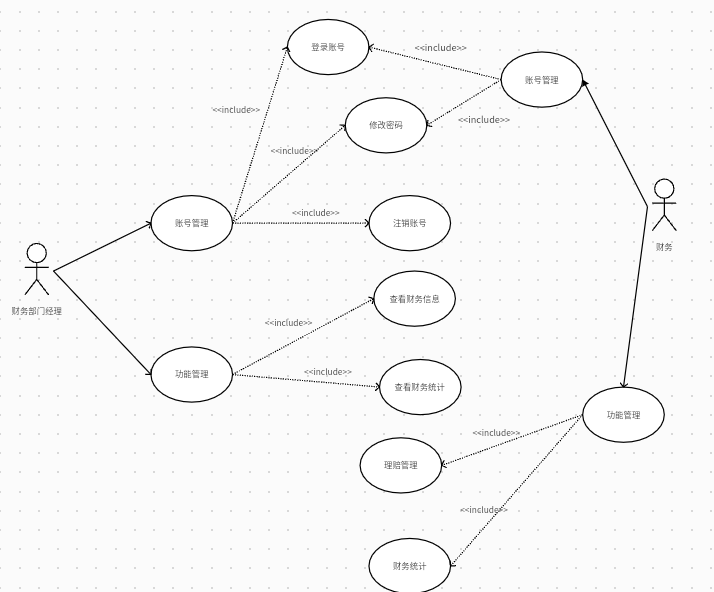 登录账号
<<include>>
账号管理
<<include>>
修改密码
<<include>>
<<include>>
账号管理
<<include>>
注销账号
财务
财务部门经理
查看财务信息
<<include>>
功能管理
<<include>>
查看财务统计
功能管理
<<include>>
理赔管理
<<include>>
财务统计